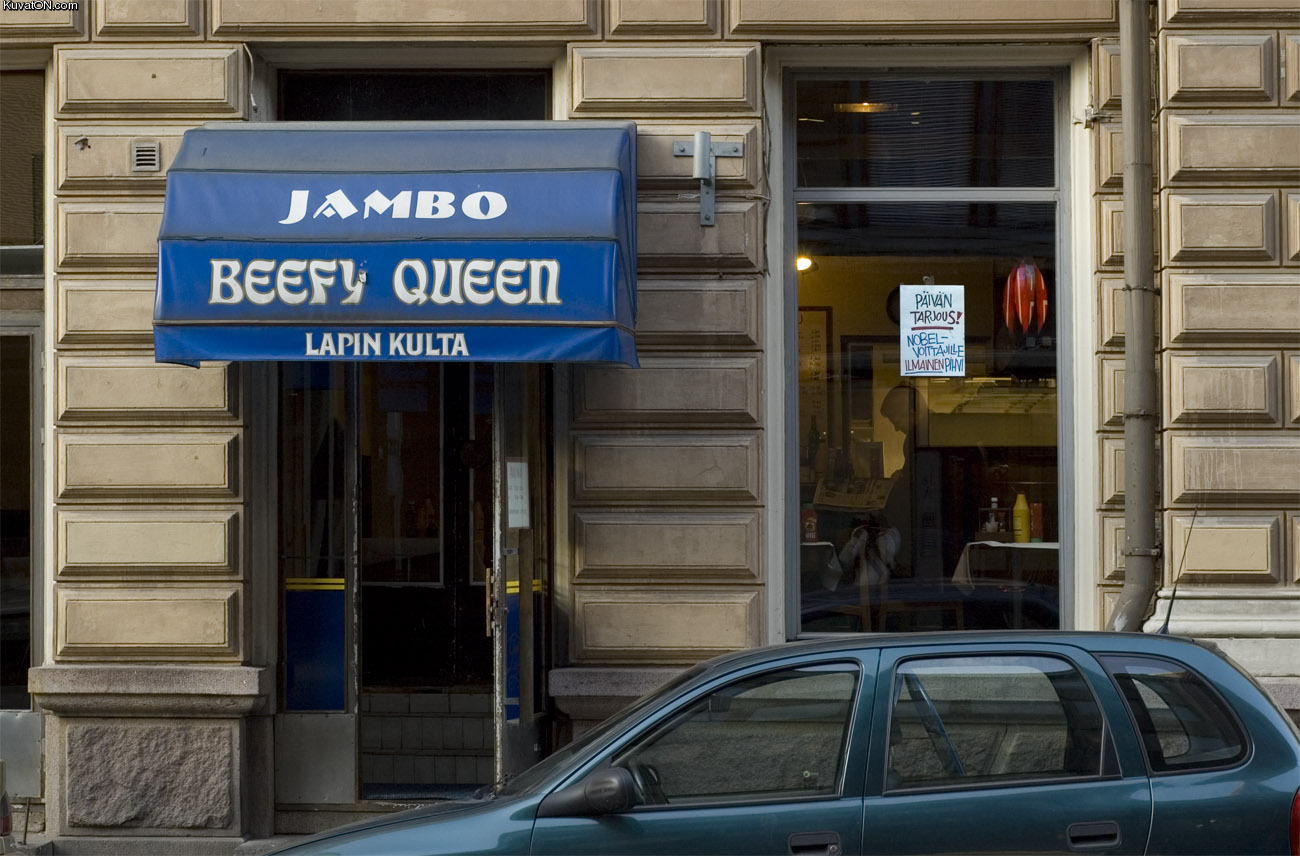 KuvatON.com
JAMBO
BEEFY QUEEN
LAPIN KULTA
PÄIVÄN
TARJOUS!
NOBEL-
VOITTAJILLE
ILMAINEN PIHVI